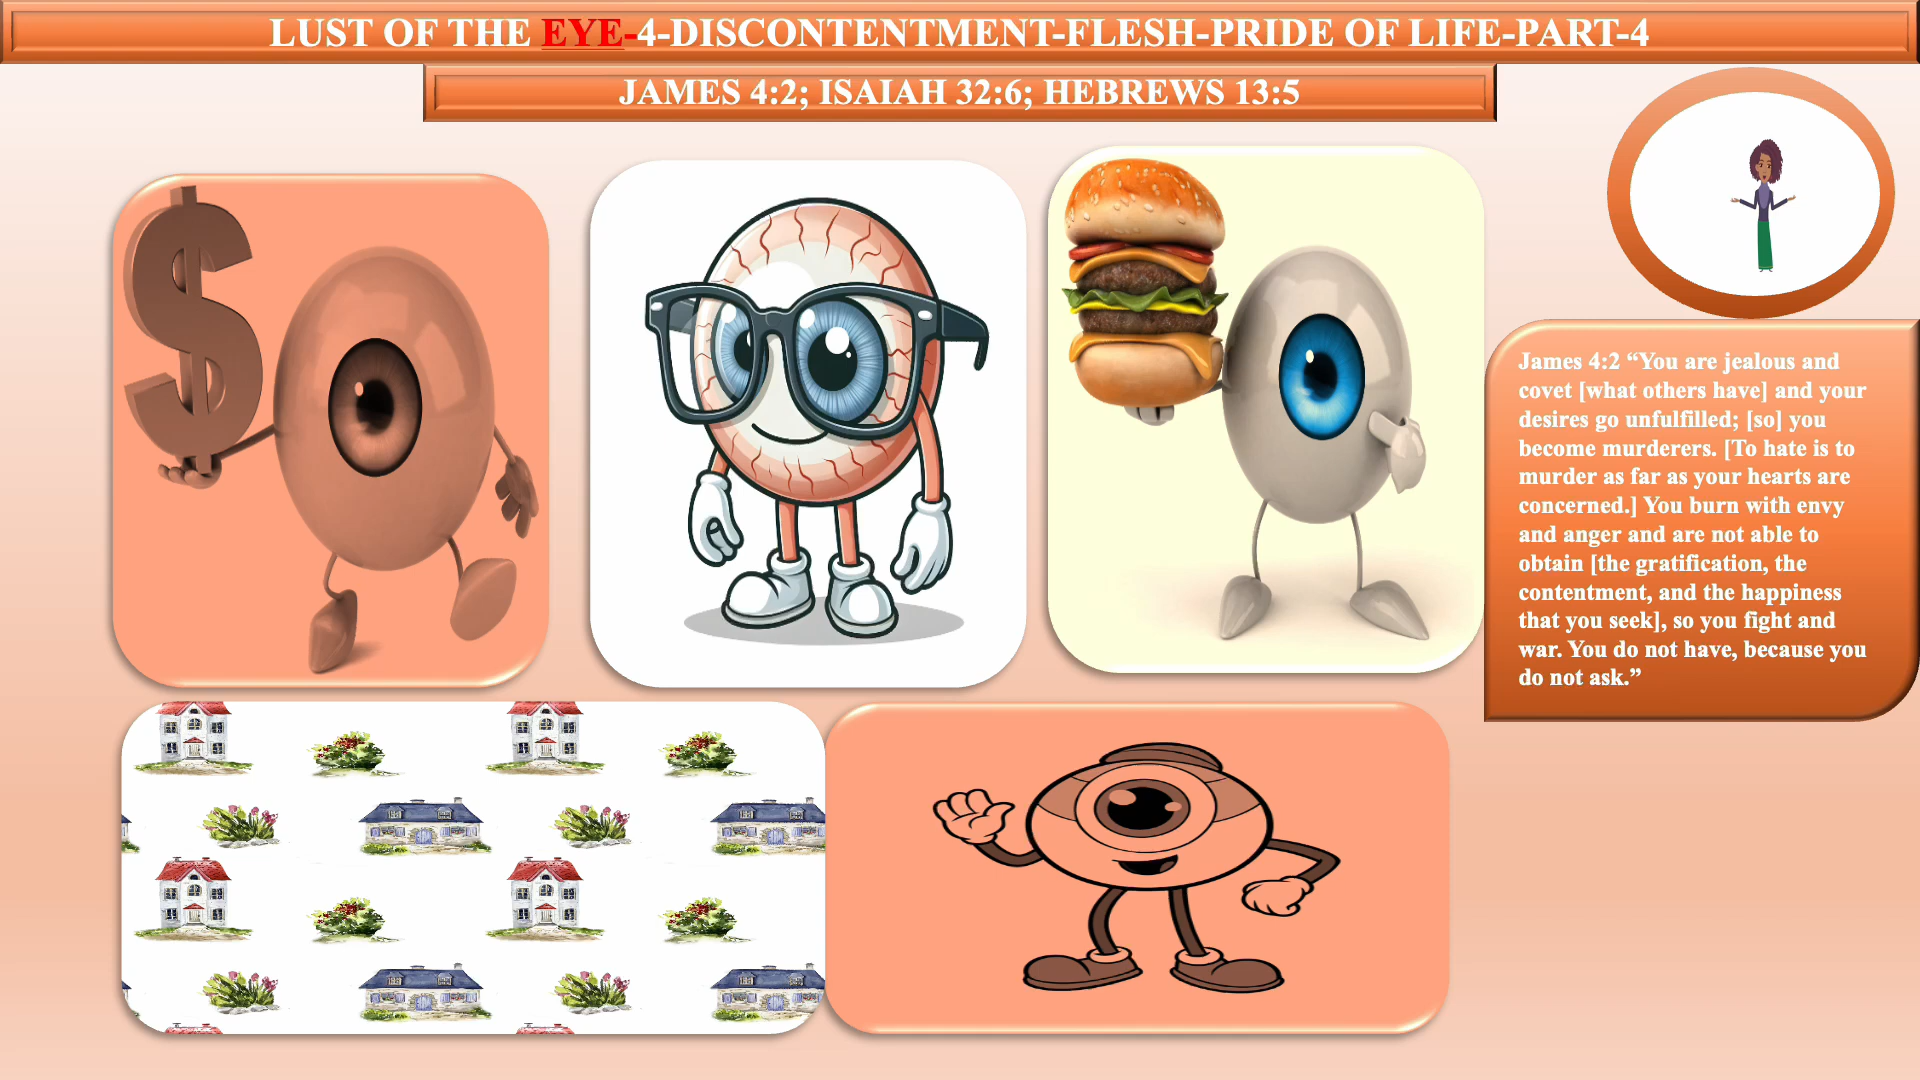 LUST OF THE EYE-4-DISCONTENTMENT-FLESH-PRIDE OF LIFE-PART-4
JAMES 4:2; ISAIAH 32:6; HEBREWS 13:5
James 4:2 “You are jealous and
covet [what others have] and your
desires go unfulfilled; [so] you
become murderers. [To hate is to
murder as far as your hearts are
concerned.] You burn with envy
and anger and are not able to
obtain [the gratification, the
contentment, and the happiness
that you seek], so you fight and
war. You do not have, because you
do not ask.”